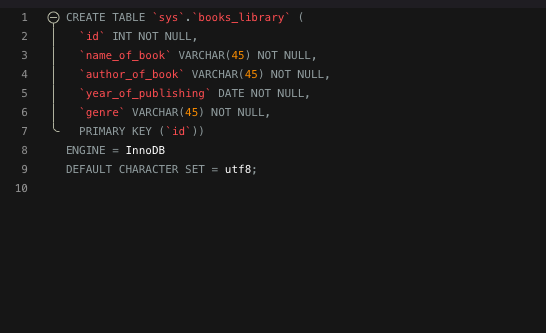 1 CREATE TABLE `sys`.`books_library` (
2 `id` INT NOT NULL,
3 `name_of_book` VARCHAR(45) NOT NULL,
4 `author_of_book` VARCHAR(45) NOT NULL,
5 `year_of_publishing` DATE NOT NULL,
6 `genre` VARCHAR(45) NOT NULL,
7 PRIMARY KEY (`id`))
8 ENGINE = InnoDB
9 DEFAULT CHARACTER SET = utf8;
10